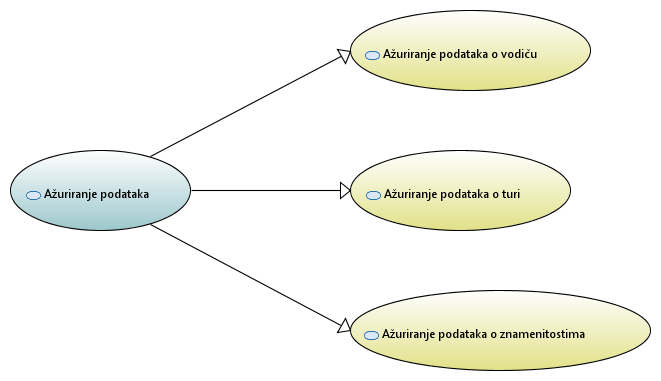 Ažuriranje podataka o vodiču
Ažuriranje podataka
Ažuriranje podataka o turi
Ažuriranje podataka o znamenitostima